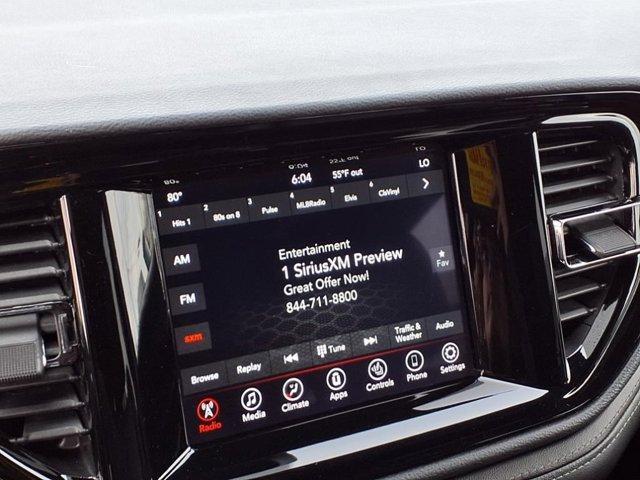 80° 6:04 55°F out LO
1 Hits 1 2 80s on 8 3 Pulse 4 MLBRadio 5 Elvis 6 ClsVinyl
AM
FM
sxm
Entertainment
1 SiriusXM Preview
Great Offer Now!
844-711-8800
Fav
Browse Replay Tune Traffic & Weather Audio
Radio Media Climate Apps Controls Phone Settings